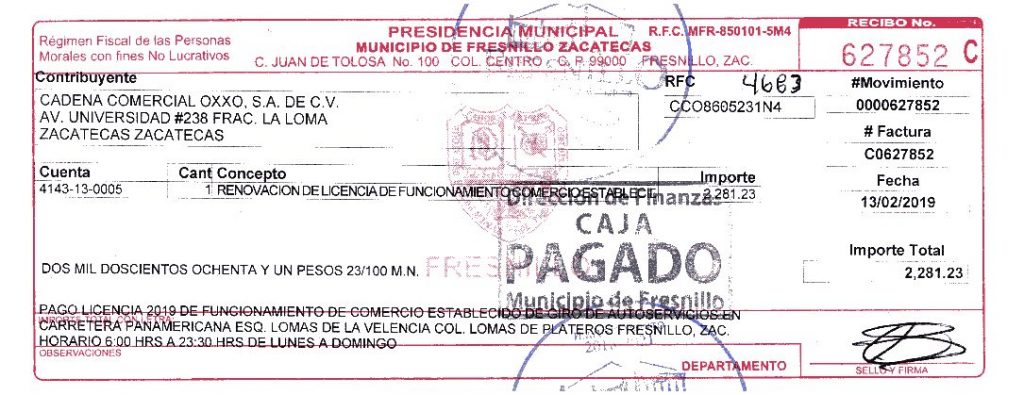 PRESIDENCIA MUNICIPAL R.F.C. MFR-850101-5M4
MUNICIPIO DE FRESNILLO ZACATECAS
C. JUAN DE TOLOSA No. 100 COL. CENTRO C. P. 99000 FRESNILLO, ZAC.
Régimen Fiscal de las Personas
Morales con fines No Lucrativos
RECIBO No.
627852 C
Contribuyente
CADENA COMERCIAL OXXO, S.A. DE C.V.
AV. UNIVERSIDAD #238 FRAC. LA LOMA
ZACATECAS ZACATECAS
RFC 4683
CCO8605231N4
#Movimiento
0000627852
# Factura
C0627852
Fecha
13/02/2019
Cuenta Cant Concepto Importe
4143-13-0005 1 RENOVACION DE LICENCIA DE FUNCIONAMIENTO COMERCIO ESTABLECI 2,281.23
Dirección de Finanzas
CAJA
PAGADO
Municipio de Fresnillo
Importe Total
2,281.23
DOS MIL DOSCIENTOS OCHENTA Y UN PESOS 23/100 M.N.
PAGO LICENCIA 2019 DE FUNCIONAMIENTO DE COMERCIO ESTABLECIDO DE GIRO DE AUTOSERVICIOS EN
IMPORTE TOTAL CON LETRA
CARRETERA PANAMERICANA ESQ. LOMAS DE LA VELENCIA COL. LOMAS DE PLATEROS FRESNILLO, ZAC.
HORARIO 6:00 HRS A 23:30 HRS DE LUNES A DOMINGO
OBSERVACIONES
DEPARTAMENTO
SELLO Y FIRMA